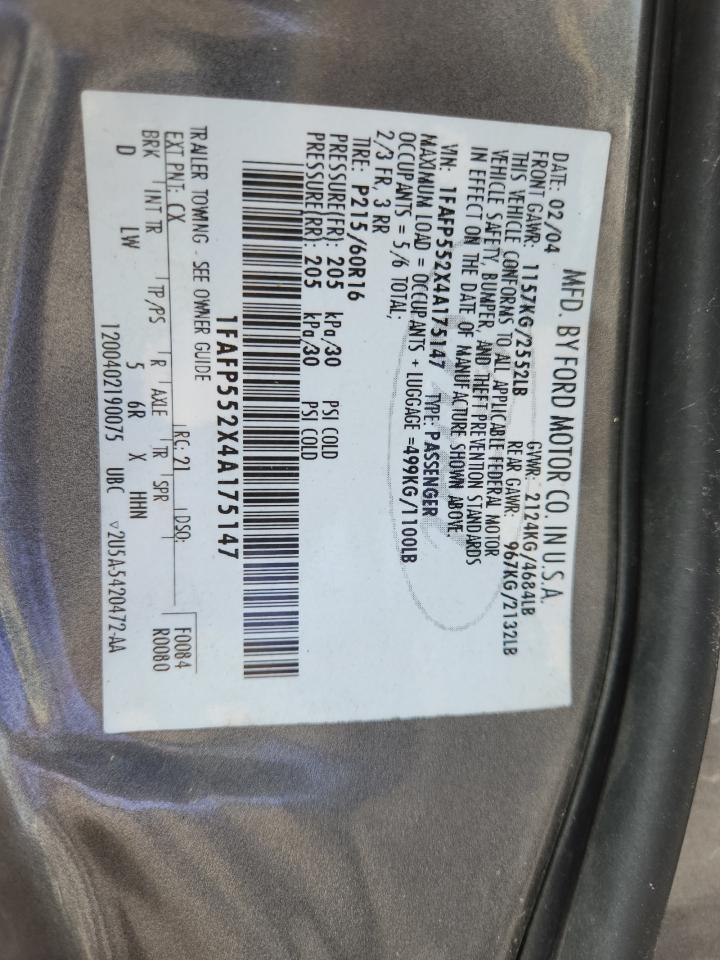 MFD. BY FORD MOTOR CO. IN U.S.A.
DATE: 02/04 GVWR: 2124KG/4684LB
FRONT GAWR: 1157KG/2552LB REAR GAWR: 967KG/2132LB
THIS VEHICLE CONFORMS TO ALL APPLICABLE FEDERAL MOTOR
VEHICLE SAFETY, BUMPER, AND THEFT PREVENTION STANDARDS
IN EFFECT ON THE DATE OF MANUFACTURE SHOWN ABOVE.
VIN: 1FAFP552X4A175147 TYPE: PASSENGER
MAXIMUM LOAD = OCCUPANTS + LUGGAGE =499KG/1100LB
OCCUPANTS = 5/6 TOTAL,
2/3 FR, 3 RR
TIRE: P215/60R16
PRESSURE(FR): 205 kPa/30 PSI COLD
PRESSURE(RR): 205 kPa/30 PSI COLD
1FAFP552X4A175147
TRAILER TOWING - SEE OWNER GUIDE
EXT PNT: CX RC: 21 DSO: F0084
BRK INT TR TP/PS R AXLE TR SPR R0080
D LW 5 6R X HHN
1200402190075 UBC ▽2U5A-5420472-AA